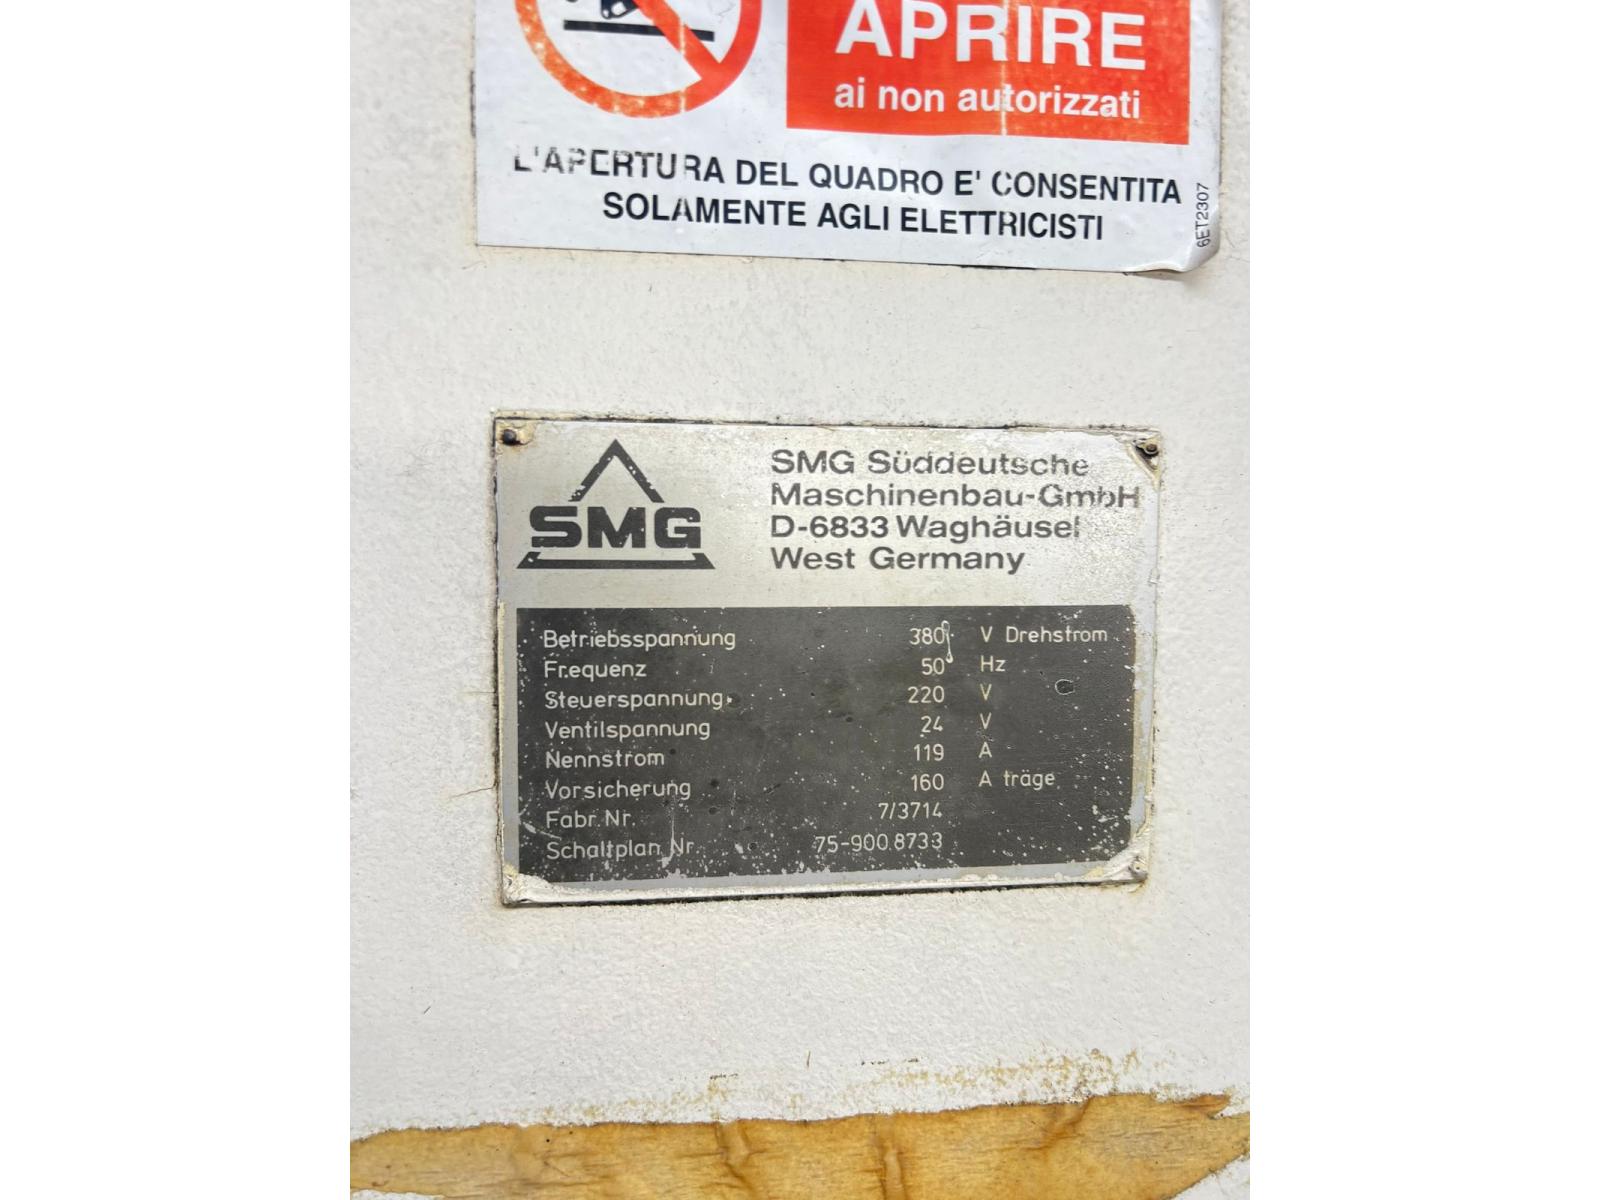 APRIRE
ai non autorizzati
L'APERTURA DEL QUADRO E' CONSENTITA
SOLAMENTE AGLI ELETTRICISTI
6ET2307
SMG
SMG Süddeutsche
Maschinenbau-GmbH
D-6833 Waghäusel
West Germany
Betriebsspannung 380 V Drehstrom
Frequenz 50 Hz
Steuerspannung 220 V
Ventilspannung 24 V
Nennstrom 119 A
Vorsicherung 160 A träge
Fabr. Nr. 7/3714
Schaltplan Nr. 75-900.8733